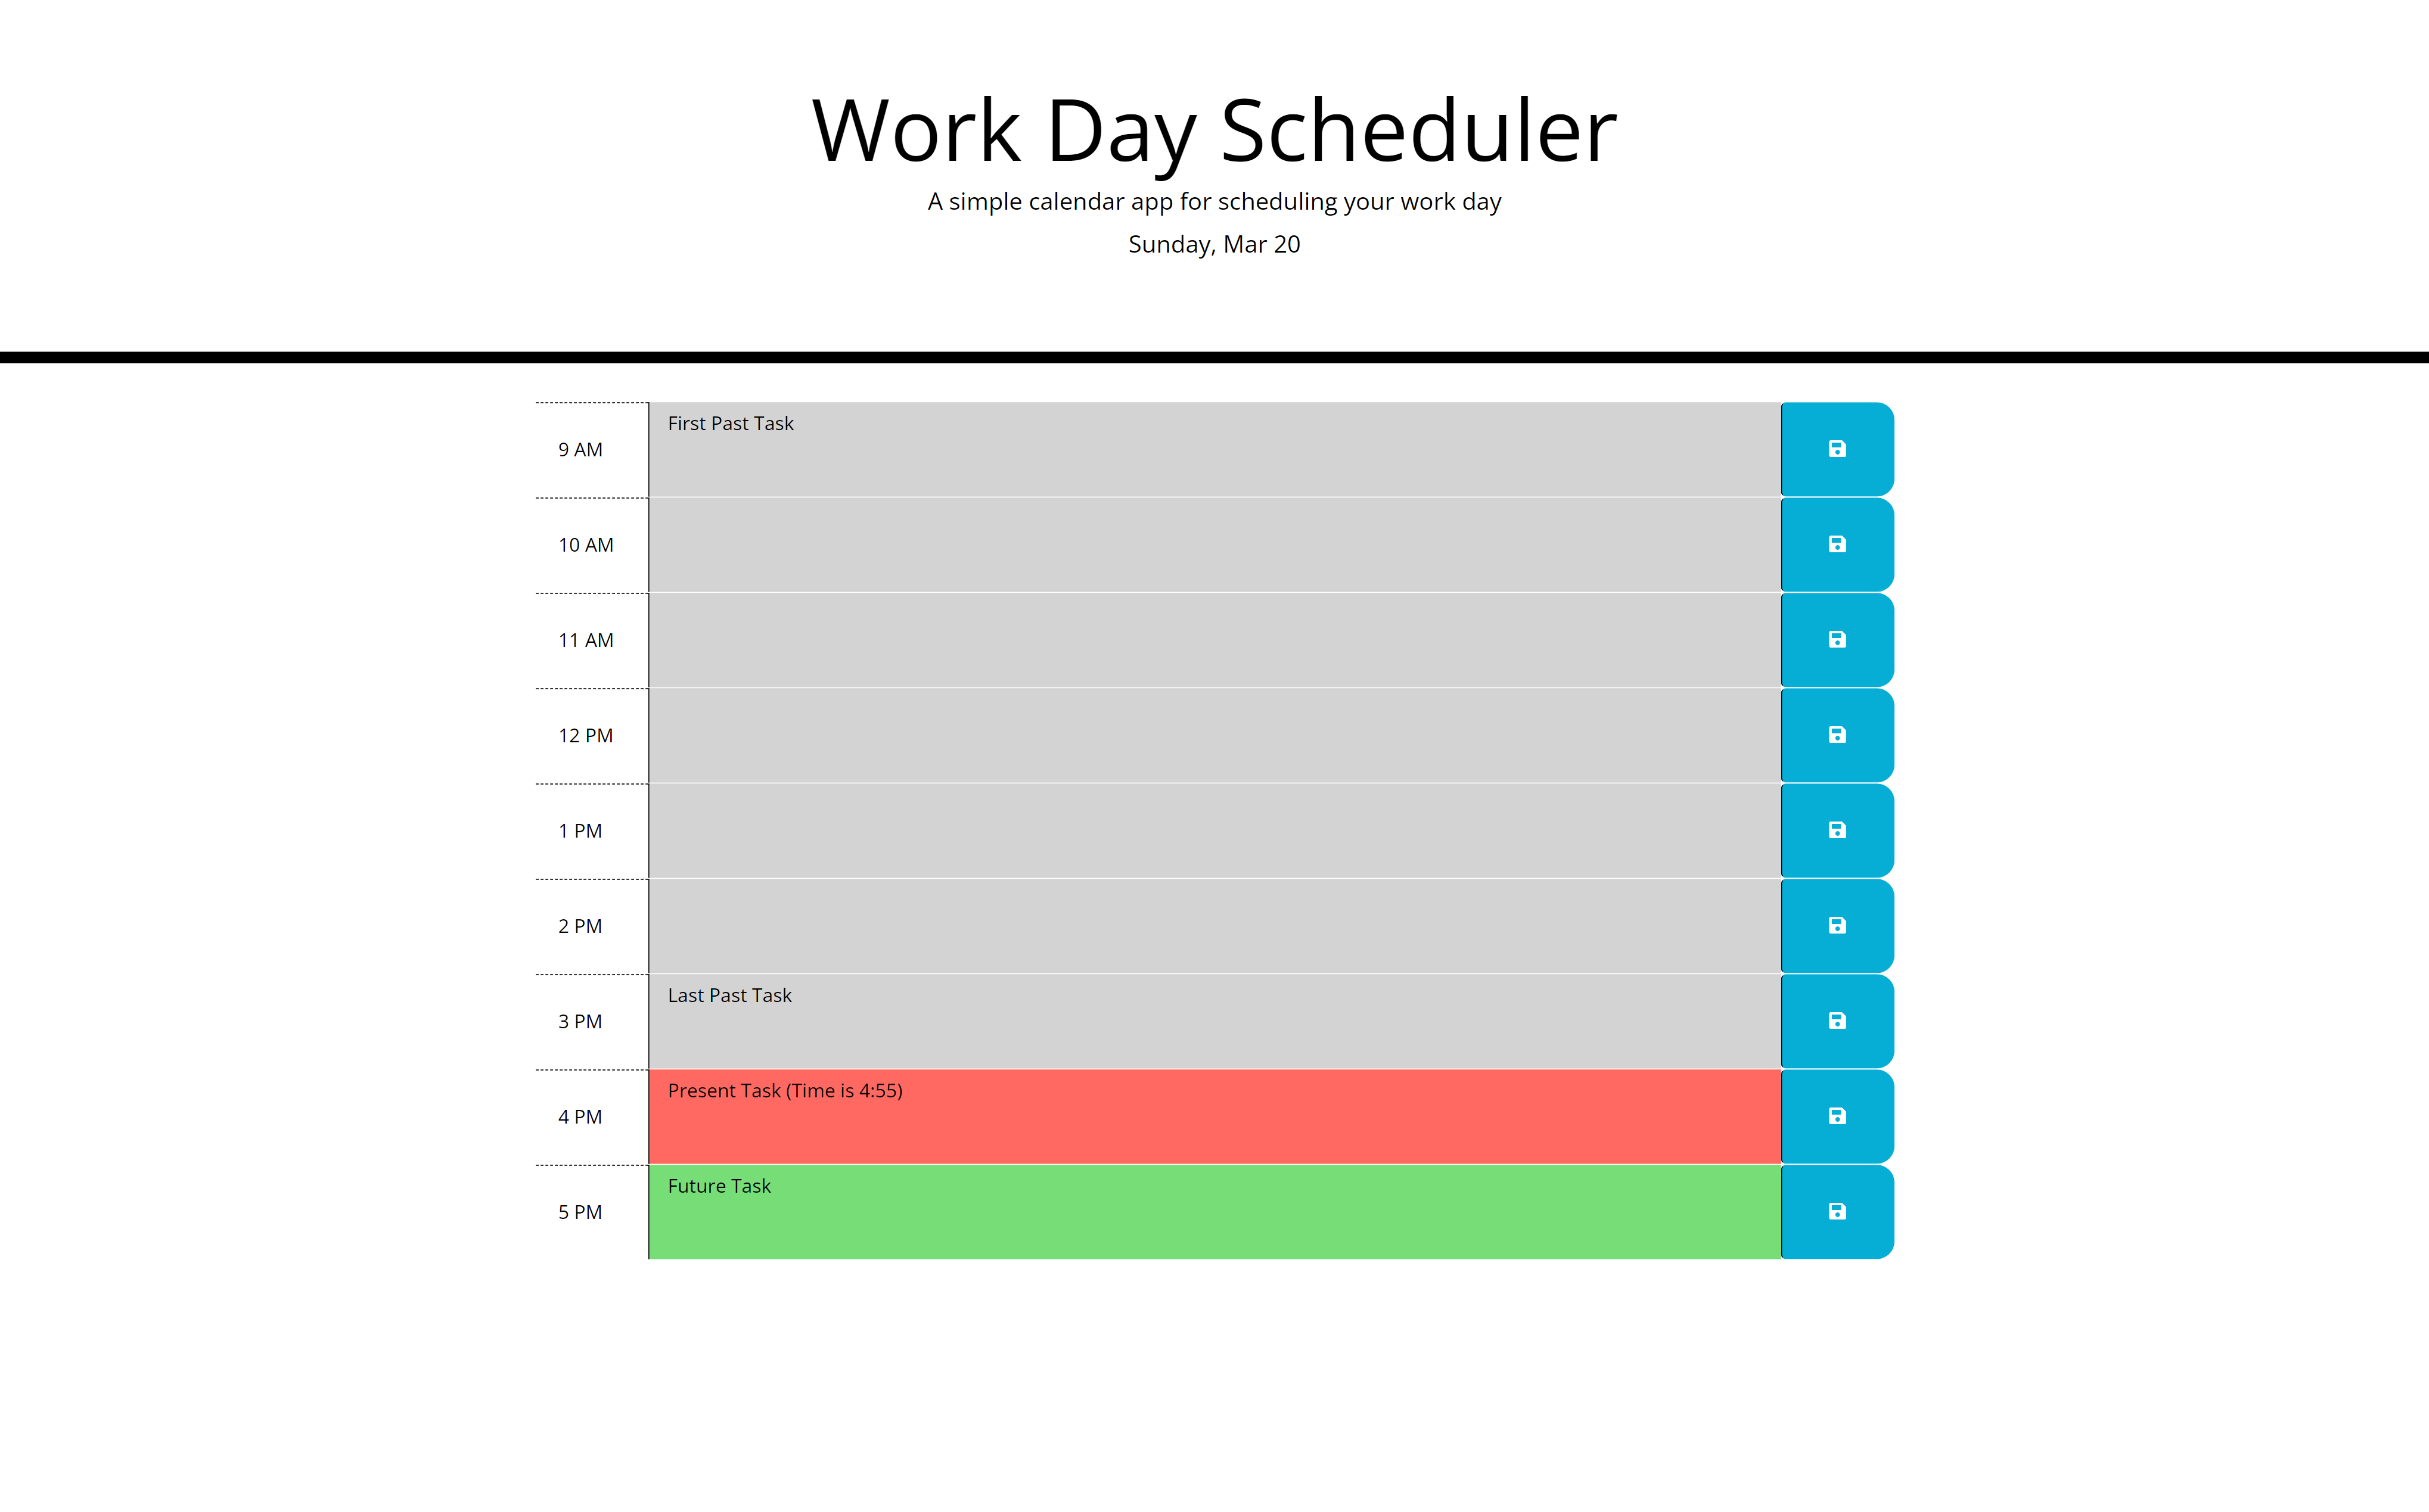 Work Day Scheduler
A simple calendar app for scheduling your work day
Sunday, Mar 20
First Past Task
9 AM
10 AM
11 AM
12 PM
1 PM
2 PM
Last Past Task
3 PM
Present Task (Time is 4:55)
4 PM
Future Task
5 PM